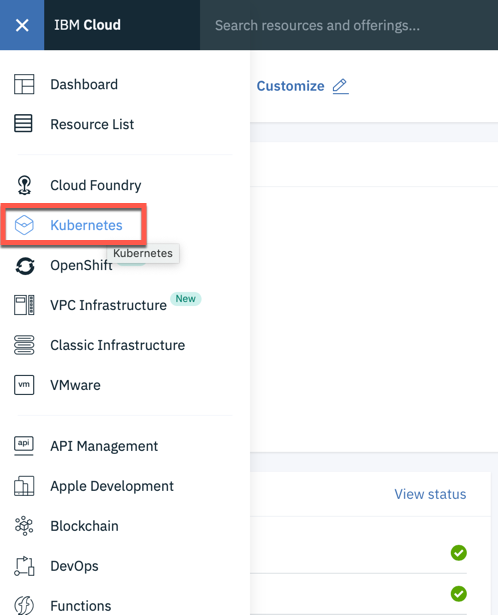 IBM Cloud
Search resources and offerings...
Customize
Dashboard
Resource List
Cloud Foundry
Kubernetes
Kubernetes
OpenShift
VPC Infrastructure New
Classic Infrastructure
vm VMware
api API Management
Apple Development
Blockchain
DevOps
Functions
View status